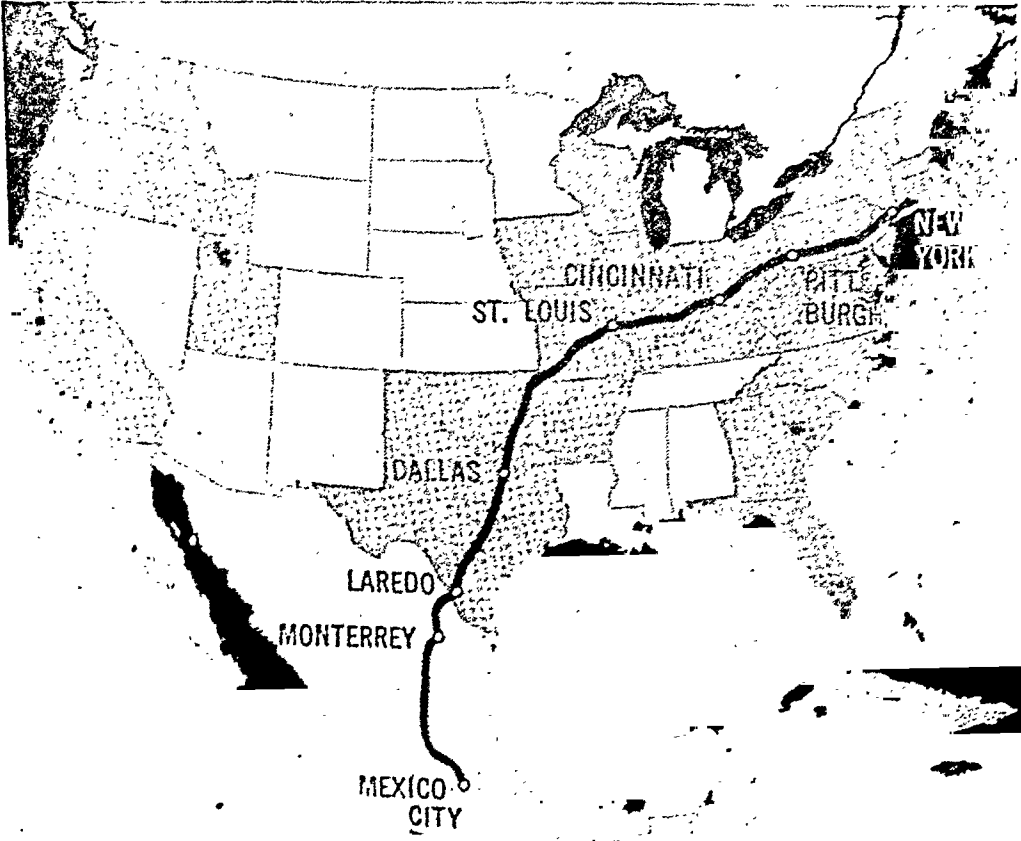 NEW
YORK
CINCINNATI
PITTS-
BURGH
ST. LOUIS
DALLAS
LAREDO
MONTERREY
MEXICO
CITY